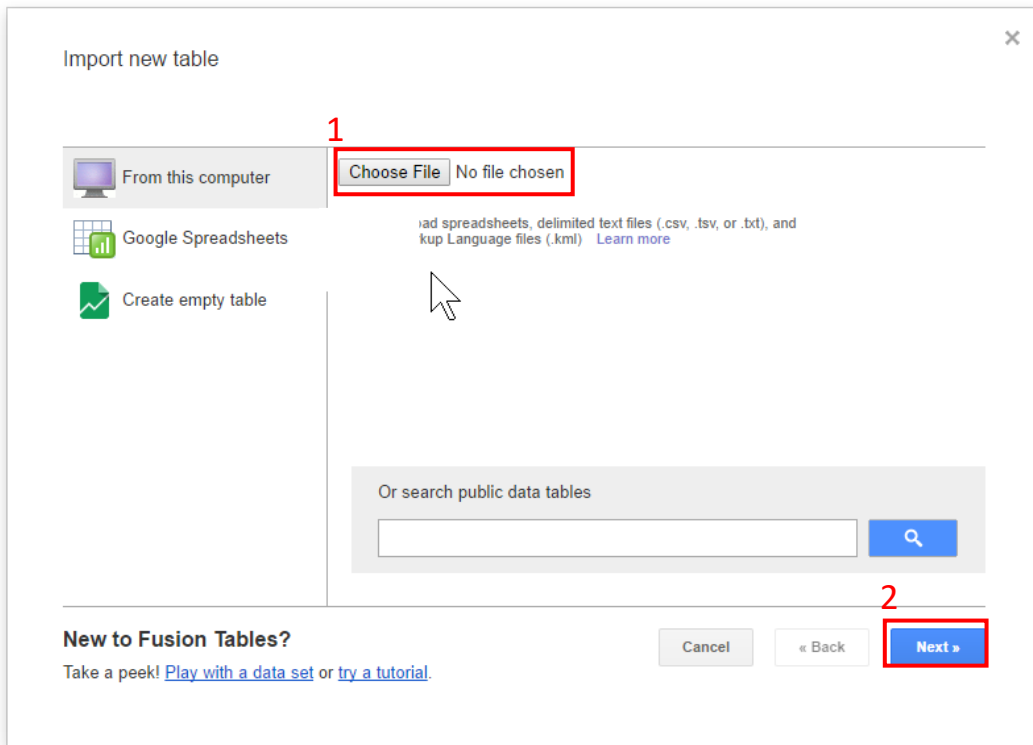 Import new table
1
From this computer
Choose File No file chosen
Google Spreadsheets
spreadsheets, delimited text files (.csv, .tsv, or .txt), and
Language files (.kml) Learn more
Create empty table
Or search public data tables
2
New to Fusion Tables?
Cancel
« Back
Next »
Take a peek! Play with a data set or try a tutorial.